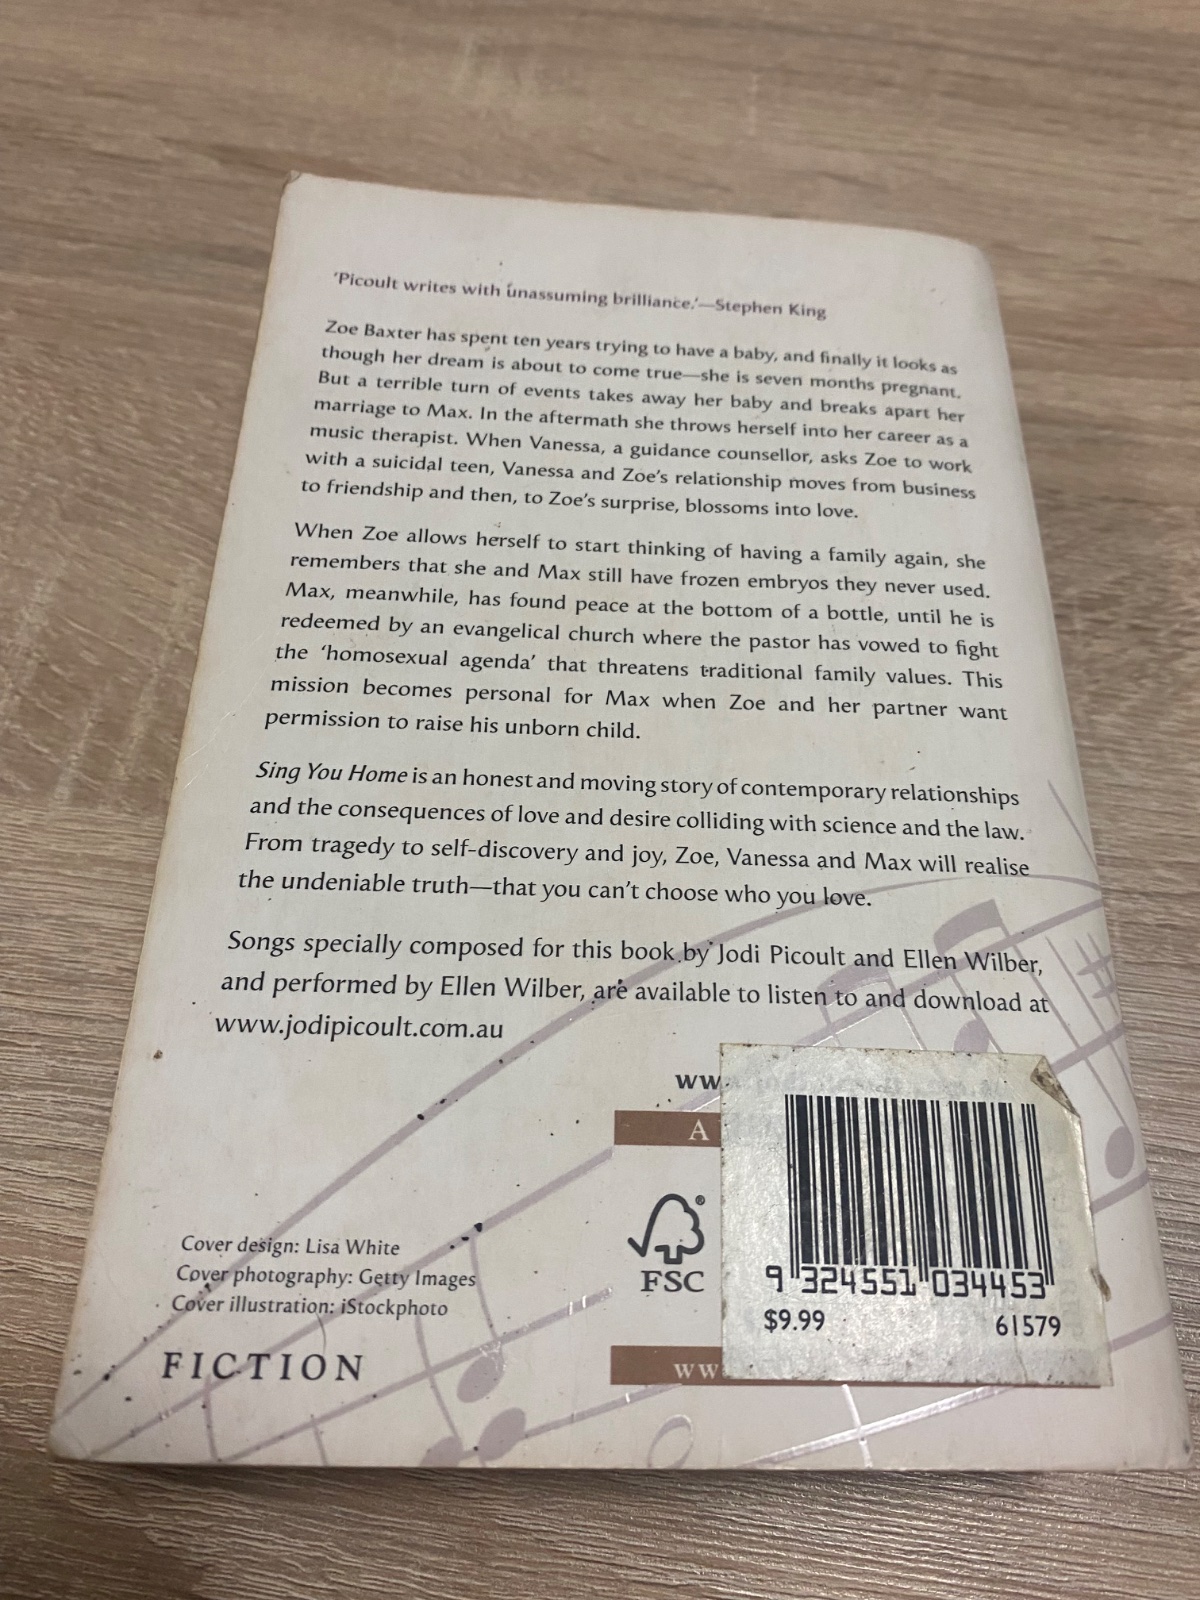 ‘Picoult writes with unassuming brilliance.’—Stephen King
Zoe Baxter has spent ten years trying to have a baby, and finally it looks as
though her dream is about to come true—she is seven months pregnant.
But a terrible turn of events takes away her baby and breaks apart her
marriage to Max. In the aftermath she throws herself into her career as a
music therapist. When Vanessa, a guidance counsellor, asks Zoe to work
with a suicidal teen, Vanessa and Zoe’s relationship moves from business
to friendship and then, to Zoe’s surprise, blossoms into love.
When Zoe allows herself to start thinking of having a family again, she
remembers that she and Max still have frozen embryos they never used.
Max, meanwhile, has found peace at the bottom of a bottle, until he is
redeemed by an evangelical church where the pastor has vowed to fight
the ‘homosexual agenda’ that threatens traditional family values. This
mission becomes personal for Max when Zoe and her partner want
permission to raise his unborn child.
Sing You Home is an honest and moving story of contemporary relationships
and the consequences of love and desire colliding with science and the law.
From tragedy to self-discovery and joy, Zoe, Vanessa and Max will realise
the undeniable truth—that you can’t choose who you love.
Songs specially composed for this book by Jodi Picoult and Ellen Wilber,
and performed by Ellen Wilber, are available to listen to and download at
www.jodipicoult.com.au
ww
A
®
FSC
9 324551 034453
$9.99 61579
ww
Cover design: Lisa White
Cover photography: Getty Images
Cover illustration: iStockphoto
FICTION